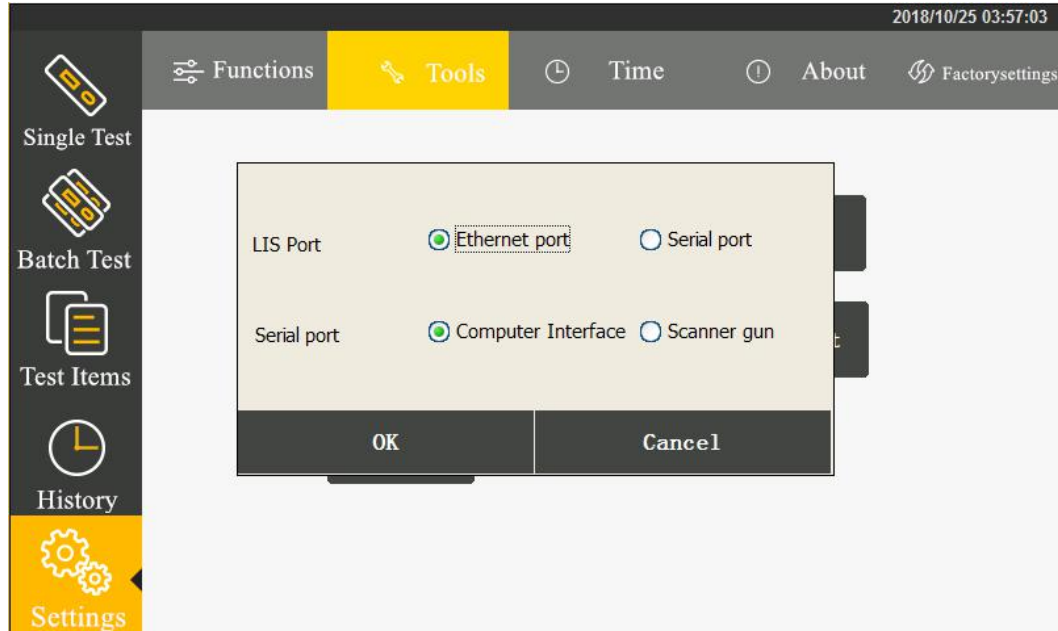 2018/10/25 03:57:03
Functions
Tools
Time
About
Factorysettings
Single Test
Batch Test
Test Items
History
Settings
LIS Port
Ethernet port
Serial port
Serial port
Computer Interface
Scanner gun
OK
Cancel